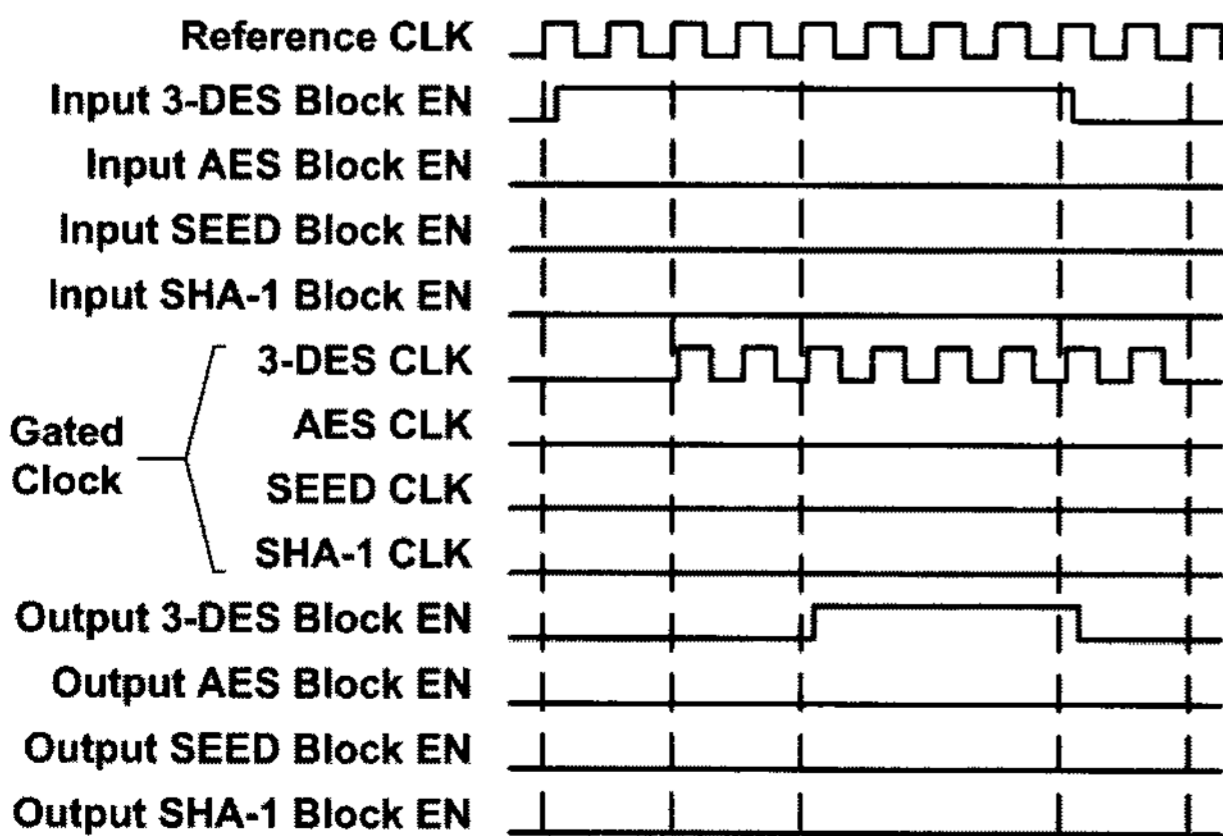 Reference CLK
Input 3-DES Block EN
Input AES Block EN
Input SEED Block EN
Input SHA-1 Block EN
Gated
Clock
3-DES CLK
AES CLK
SEED CLK
SHA-1 CLK
Output 3-DES Block EN
Output AES Block EN
Output SEED Block EN
Output SHA-1 Block EN